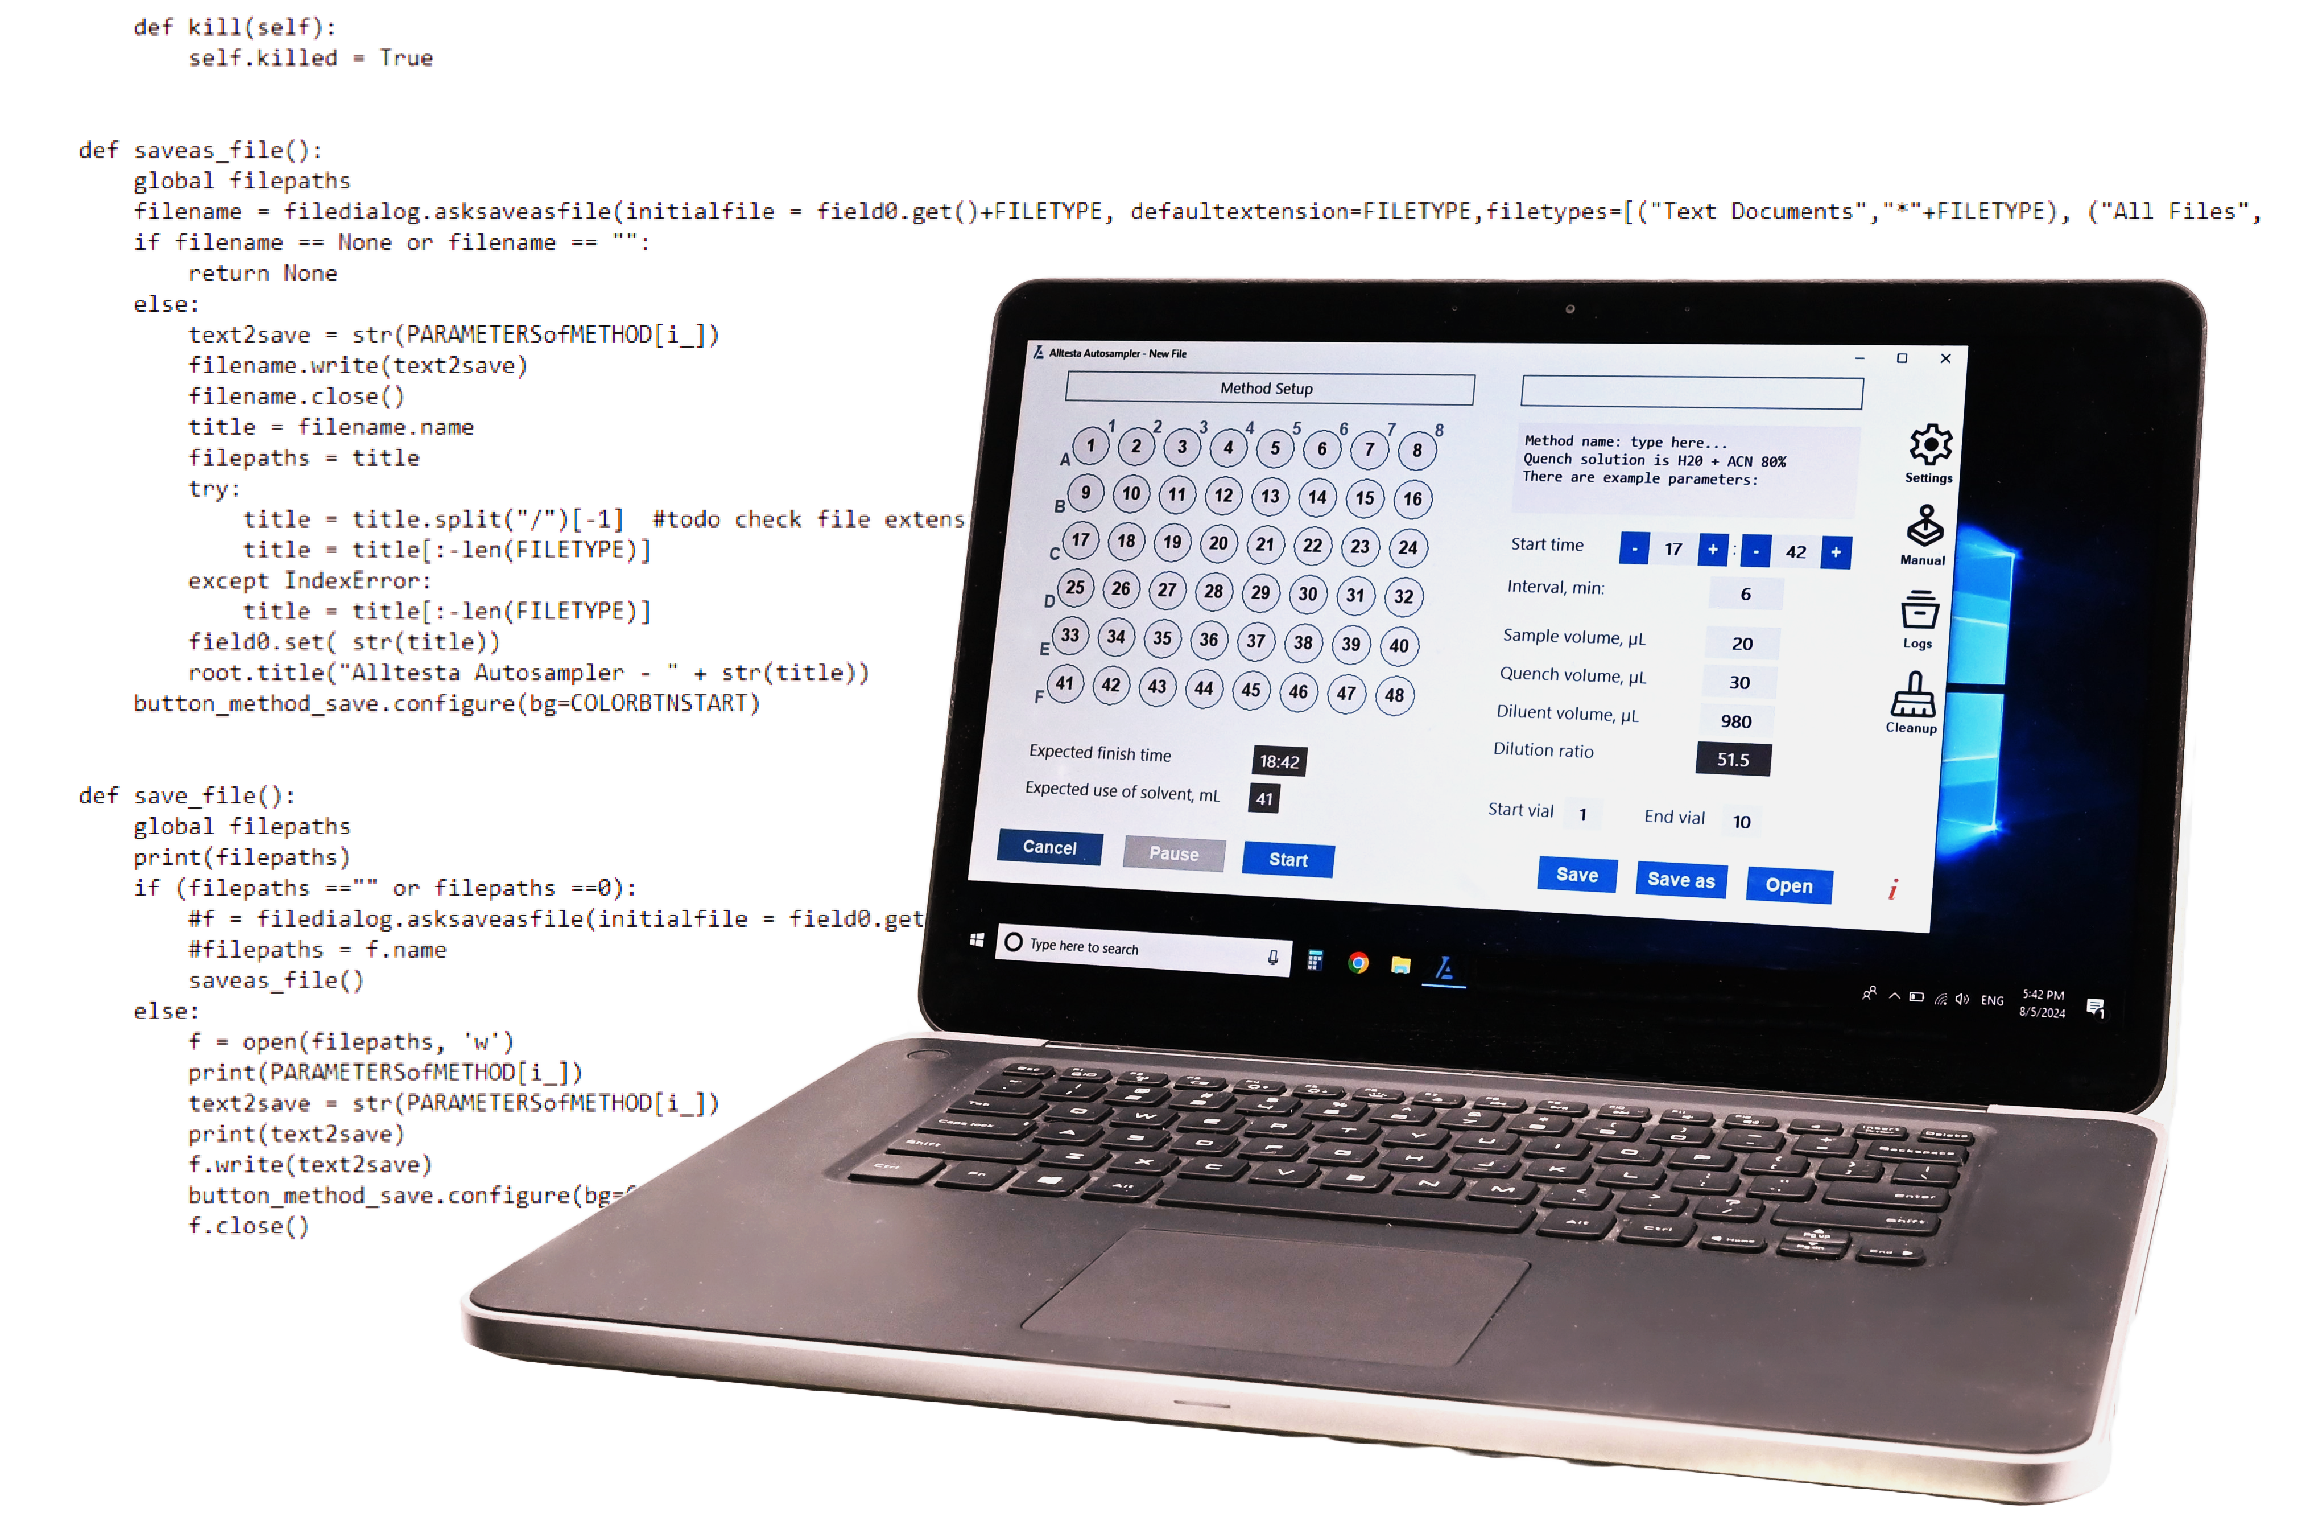 def kill(self):
self.killed = True
def saveas_file():
global filepaths
filename = filedialog.asksaveasfile(initialfile = field0.get()+FILETYPE, defaultextension=FILETYPE,filetypes=[("Text Documents","*"+FILETYPE), ("All Files",
if filename == None or filename == "":
return None
else:
text2save = str(PARAMETERSofMETHOD[i_])
filename.write(text2save)
filename.close()
title = filename.name
filepaths = title
try:
title = title.split("/")[-1]  #todo check file extens
title = title[:-len(FILETYPE)]
except IndexError:
title = title[:-len(FILETYPE)]
field0.set( str(title))
root.title("Alltesta Autosampler - " + str(title))
button_method_save.configure(bg=COLORBTNSTART)
def save_file():
global filepaths
print(filepaths)
if (filepaths =="" or filepaths ==0):
#f = filedialog.asksaveasfile(initialfile = field0.get
#filepaths = f.name
saveas_file()
else:
f = open(filepaths, 'w')
print(PARAMETERSofMETHOD[i_])
text2save = str(PARAMETERSofMETHOD[i_])
print(text2save)
f.write(text2save)
button_method_save.configure(bg=
f.close()
Alltesta Autosampler - New File
Method Setup
1 2 3 4 5 6 7 8
A 1 2 3 4 5 6 7 8
B 9 10 11 12 13 14 15 16
C 17 18 19 20 21 22 23 24
D 25 26 27 28 29 30 31 32
E 33 34 35 36 37 38 39 40
F 41 42 43 44 45 46 47 48
Expected finish time 18:42
Expected use of solvent, mL 41
Cancel Pause Start
Method name: type here...
Quench solution is H20 + ACN 80%
There are example parameters:
Start time - 17 + : - 42 +
Interval, min: 6
Sample volume, µL 20
Quench volume, µL 30
Diluent volume, µL 980
Dilution ratio 51.5
Start vial 1 End vial 10
Save Save as Open i
Settings
Manual
Logs
Cleanup
Type here to search
ENG
5:42 PM
8/5/2024
1